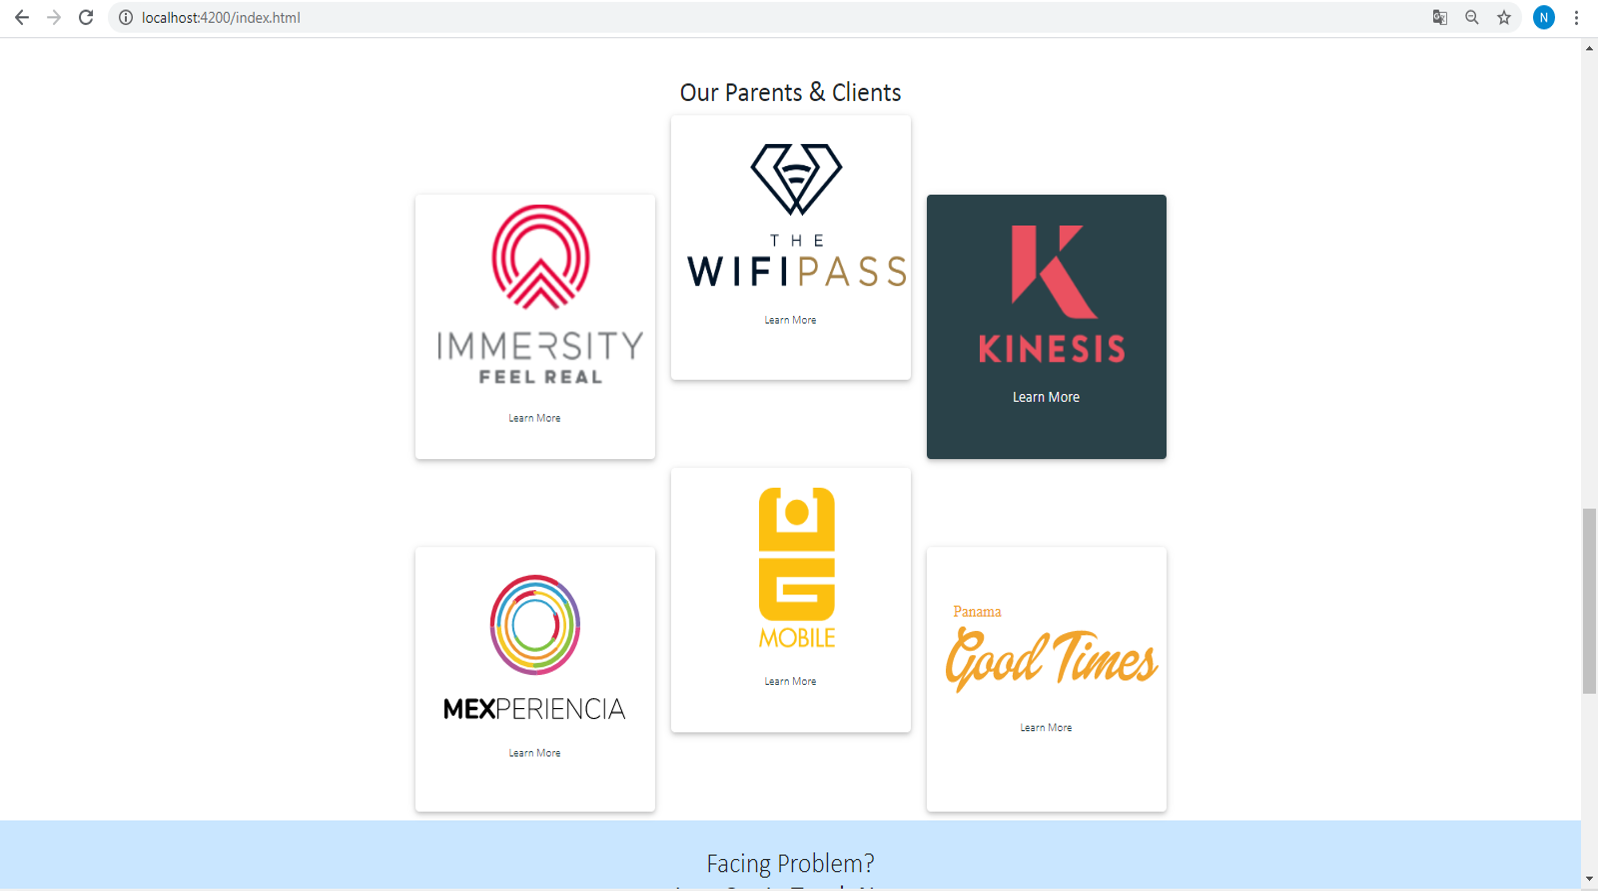 localhost:4200/index.html
N
Our Parents & Clients
IMMERSITY
FEEL REAL
Learn More
THE
WIFIPASS
Learn More
KINESIS
Learn More
MEXPERIENCIA
Learn More
MOBILE
Learn More
Panama
Good Times
Learn More
Facing Problem?